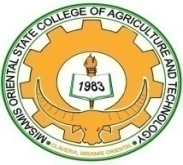 MISAMIS ORIENTAL STATE COLLEGE OF AGRICULTURE AND TECHNOLOGY
1983
CLAVERIA, MISAMIS ORIENTAL